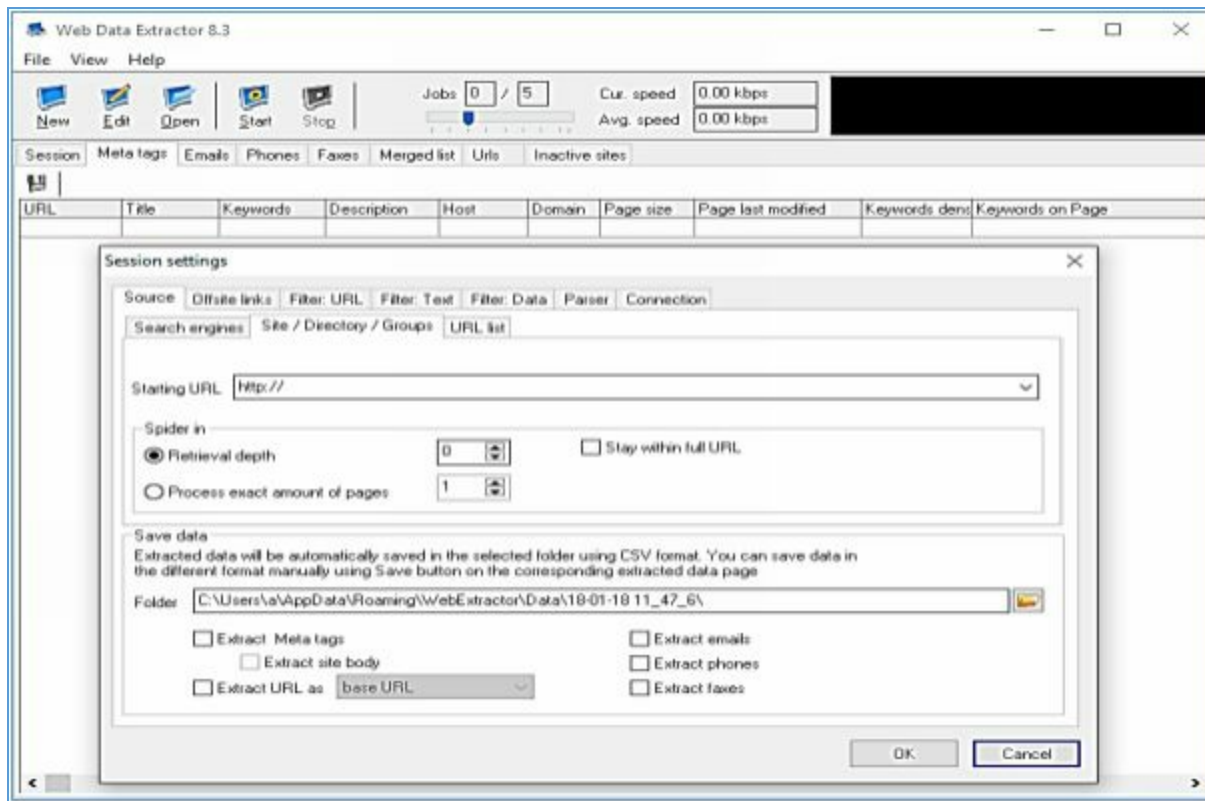 Web Data Extractor 8.3
File View Help
New Edit Open Start Stop Jobs 0 / 5 Cur. speed 0.00 kbps
Avg. speed 0.00 kbps
Session Meta tags Emails Phones Faxes Merged list Urls Inactive sites
URL Title Keywords Description Host Domain Page size Page last modified Keywords dens Keywords on Page
Session settings
Source Offsite links Filter: URL Filter: Text Filter: Data Parser Connection
Search engines Site / Directory / Groups URL list
Starting URL http://
Spider in
Retrieval depth 0 Stay within full URL
Process exact amount of pages 1
Save data
Extracted data will be automatically saved in the selected folder using CSV format. You can save data in
the different format manually using Save button on the corresponding extracted data page
Folder C:\Users\a\AppData\Roaming\WebExtractor\Data\18-01-18 11_47_6\
Extract Meta tags Extract emails
Extract site body Extract phones
Extract URL as base URL Extract faxes
OK Cancel